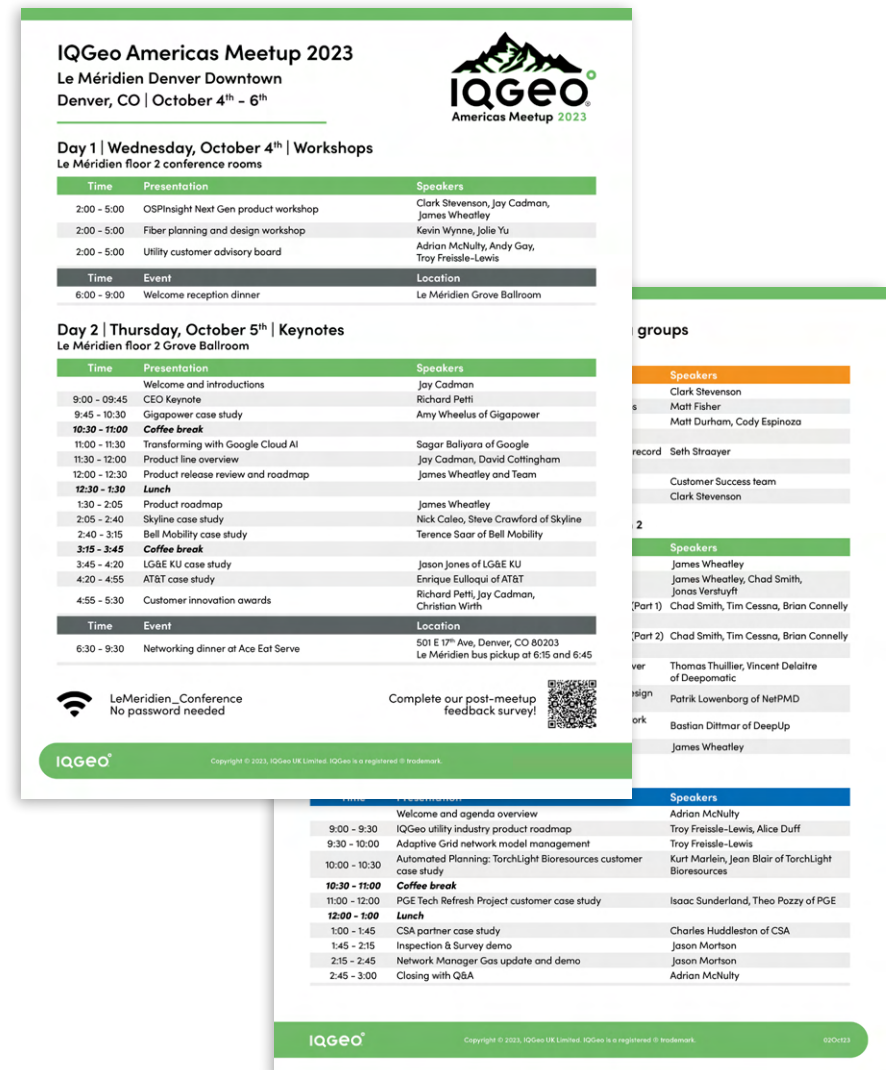 IQGeo Americas Meetup 2023
Le Méridien Denver Downtown
Denver, CO | October 4th - 6th
IQGeo®
Americas Meetup 2023
Day 1 | Wednesday, October 4th | Workshops
Le Méridien floor 2 conference rooms
Time Presentation Speakers
2:00 - 5:00 OSPInsight Next Gen product workshop Clark Stevenson, Jay Cadman,
James Wheatley
2:00 - 5:00 Fiber planning and design workshop Kevin Wynne, Jolie Yu
2:00 - 5:00 Utility customer advisory board Adrian McNulty, Andy Gay,
Troy Freissle-Lewis
Time Event Location
6:00 - 9:00 Welcome reception dinner Le Méridien Grove Ballroom
Day 2 | Thursday, October 5th | Keynotes
Le Méridien floor 2 Grove Ballroom
Time Presentation Speakers
Welcome and introductions Jay Cadman
9:00 - 09:45 CEO Keynote Richard Petti
9:45 - 10:30 Gigapower case study Amy Wheelus of Gigapower
10:30 - 11:00 Coffee break
11:00 - 11:30 Transforming with Google Cloud AI Sagar Baliyara of Google
11:30 - 12:00 Product line overview Jay Cadman, David Cottingham
12:00 - 12:30 Product release review and roadmap James Wheatley and Team
12:30 - 1:30 Lunch
1:30 - 2:05 Product roadmap James Wheatley
2:05 - 2:40 Skyline case study Nick Caleo, Steve Crawford of Skyline
2:40 - 3:15 Bell Mobility case study Terence Saar of Bell Mobility
3:15 - 3:45 Coffee break
3:45 - 4:20 LG&E KU case study Jason Jones of LG&E KU
4:20 - 4:55 AT&T case study Enrique Eulloqui of AT&T
4:55 - 5:30 Customer innovation awards Richard Petti, Jay Cadman,
Christian Wirth
Time Event Location
6:30 - 9:30 Networking dinner at Ace Eat Serve 501 E 17th Ave, Denver, CO 80203
Le Méridien bus pickup at 6:15 and 6:45
LeMeridien_Conference
No password needed
Complete our post-meetup
feedback survey!
IQGeo
Copyright © 2023, IQGeo UK Limited. IQGeo is a registered ® trademark.
groups
Speakers
Clark Stevenson
s Matt Fisher
Matt Durham, Cody Espinoza
record Seth Straayer
Customer Success team
Clark Stevenson
2
Speakers
James Wheatley
James Wheatley, Chad Smith,
Jonas Verstuyft
(Part 1) Chad Smith, Tim Cessna, Brian Connelly
(Part 2) Chad Smith, Tim Cessna, Brian Connelly
ver Thomas Thuillier, Vincent Delaitre
of Deepomatic
esign Patrik Lowenborg of NetPMD
ork Bastian Dittmar of DeepUp
James Wheatley
Speakers
Welcome and agenda overview Adrian McNulty
9:00 - 9:30 IQGeo utility industry product roadmap Troy Freissle-Lewis, Alice Duff
9:30 - 10:00 Adaptive Grid network model management Troy Freissle-Lewis
10:00 - 10:30 Automated Planning: TorchLight Bioresources customer Kurt Marlein, Jean Blair of TorchLight
case study Bioresources
10:30 - 11:00 Coffee break
11:00 - 12:00 PGE Tech Refresh Project customer case study Isaac Sunderland, Theo Pozzy of PGE
12:00 - 1:00 Lunch
1:00 - 1:45 CSA partner case study Charles Huddleston of CSA
1:45 - 2:15 Inspection & Survey demo Jason Mortson
2:15 - 2:45 Network Manager Gas update and demo Jason Mortson
2:45 - 3:00 Closing with Q&A Adrian McNulty
IQGeo
Copyright © 2023, IQGeo UK Limited. IQGeo is a registered ® trademark.
02Oct23